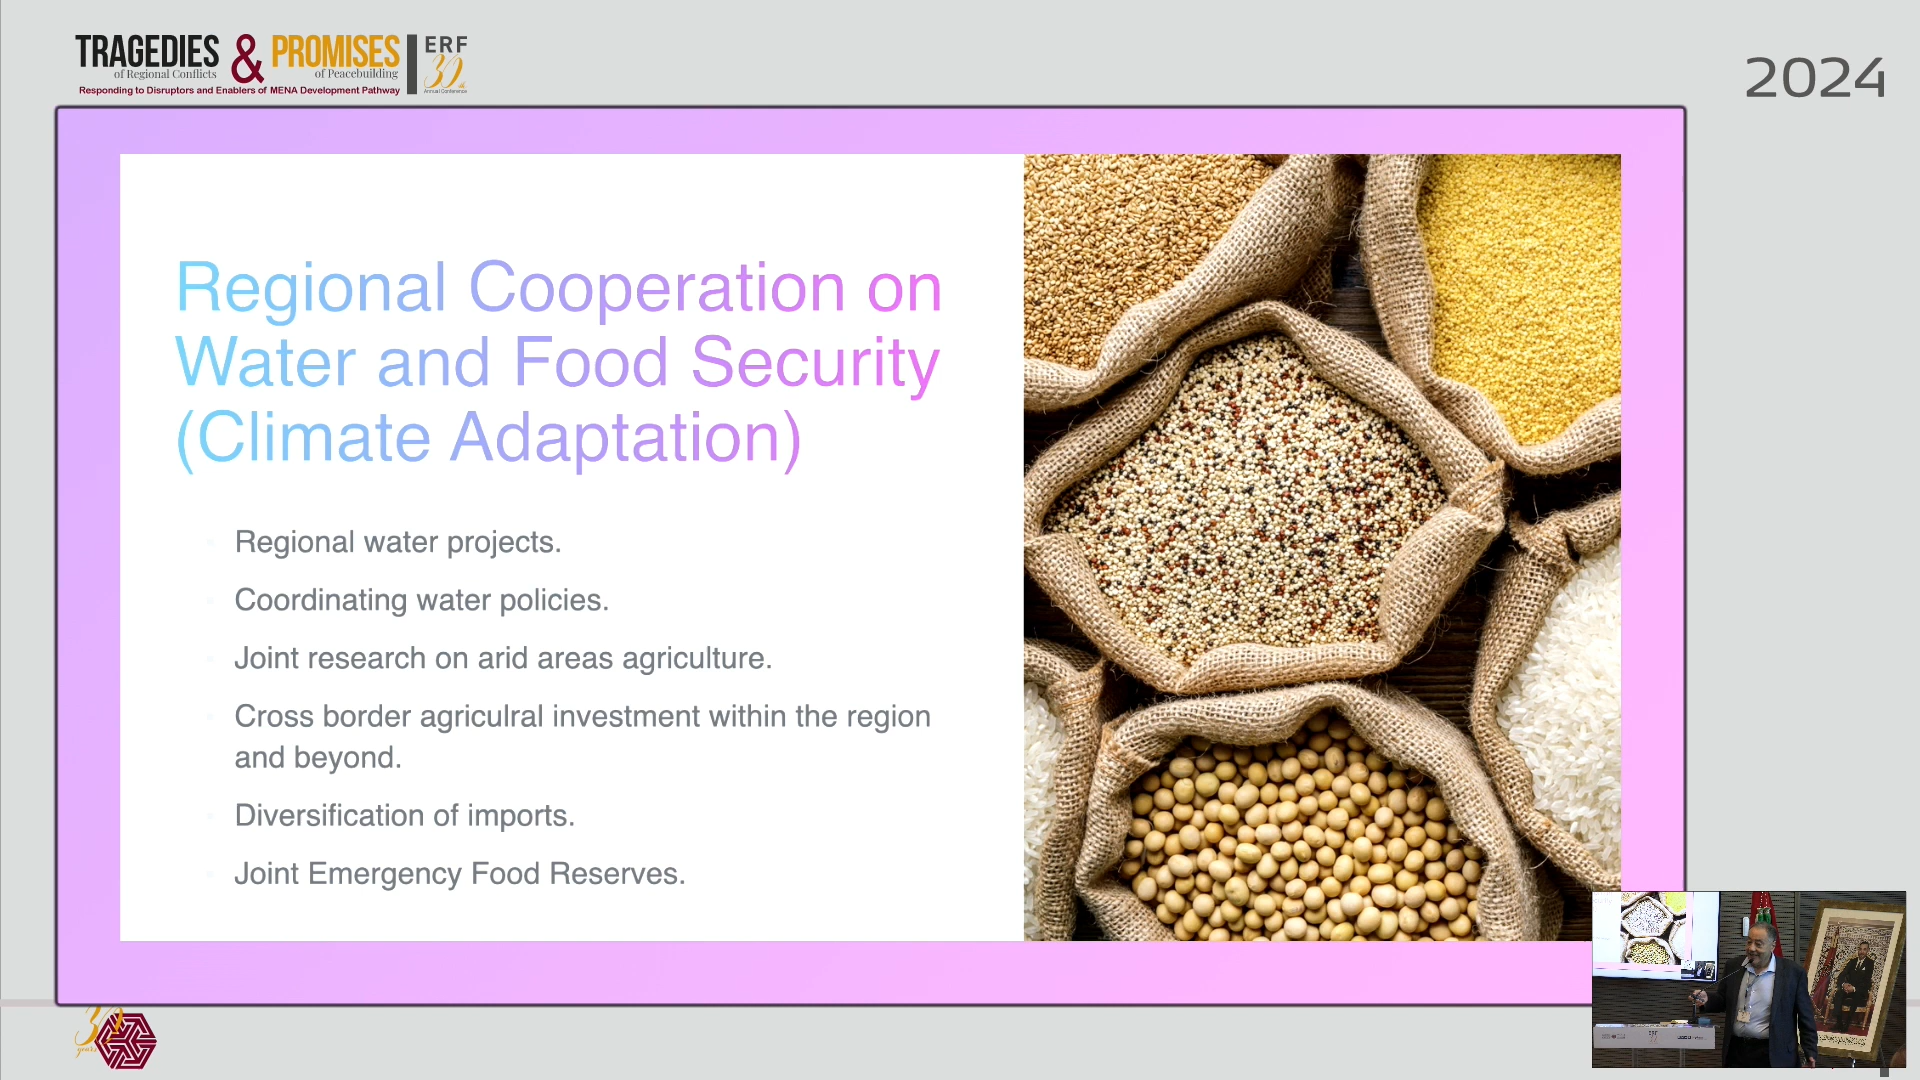 TRAGEDIES & PROMISES
of Regional Conflicts
of Peacebuilding
Responding to Disruptors and Enablers of MENA Development Pathway
ERF
30th
Annual Conference
2024
Regional Cooperation on
Water and Food Security
(Climate Adaptation)
Regional water projects.
Coordinating water policies.
Joint research on arid areas agriculture.
Cross border agriculral investment within the region
and beyond.
Diversification of imports.
Joint Emergency Food Reserves.
30
years
ERF